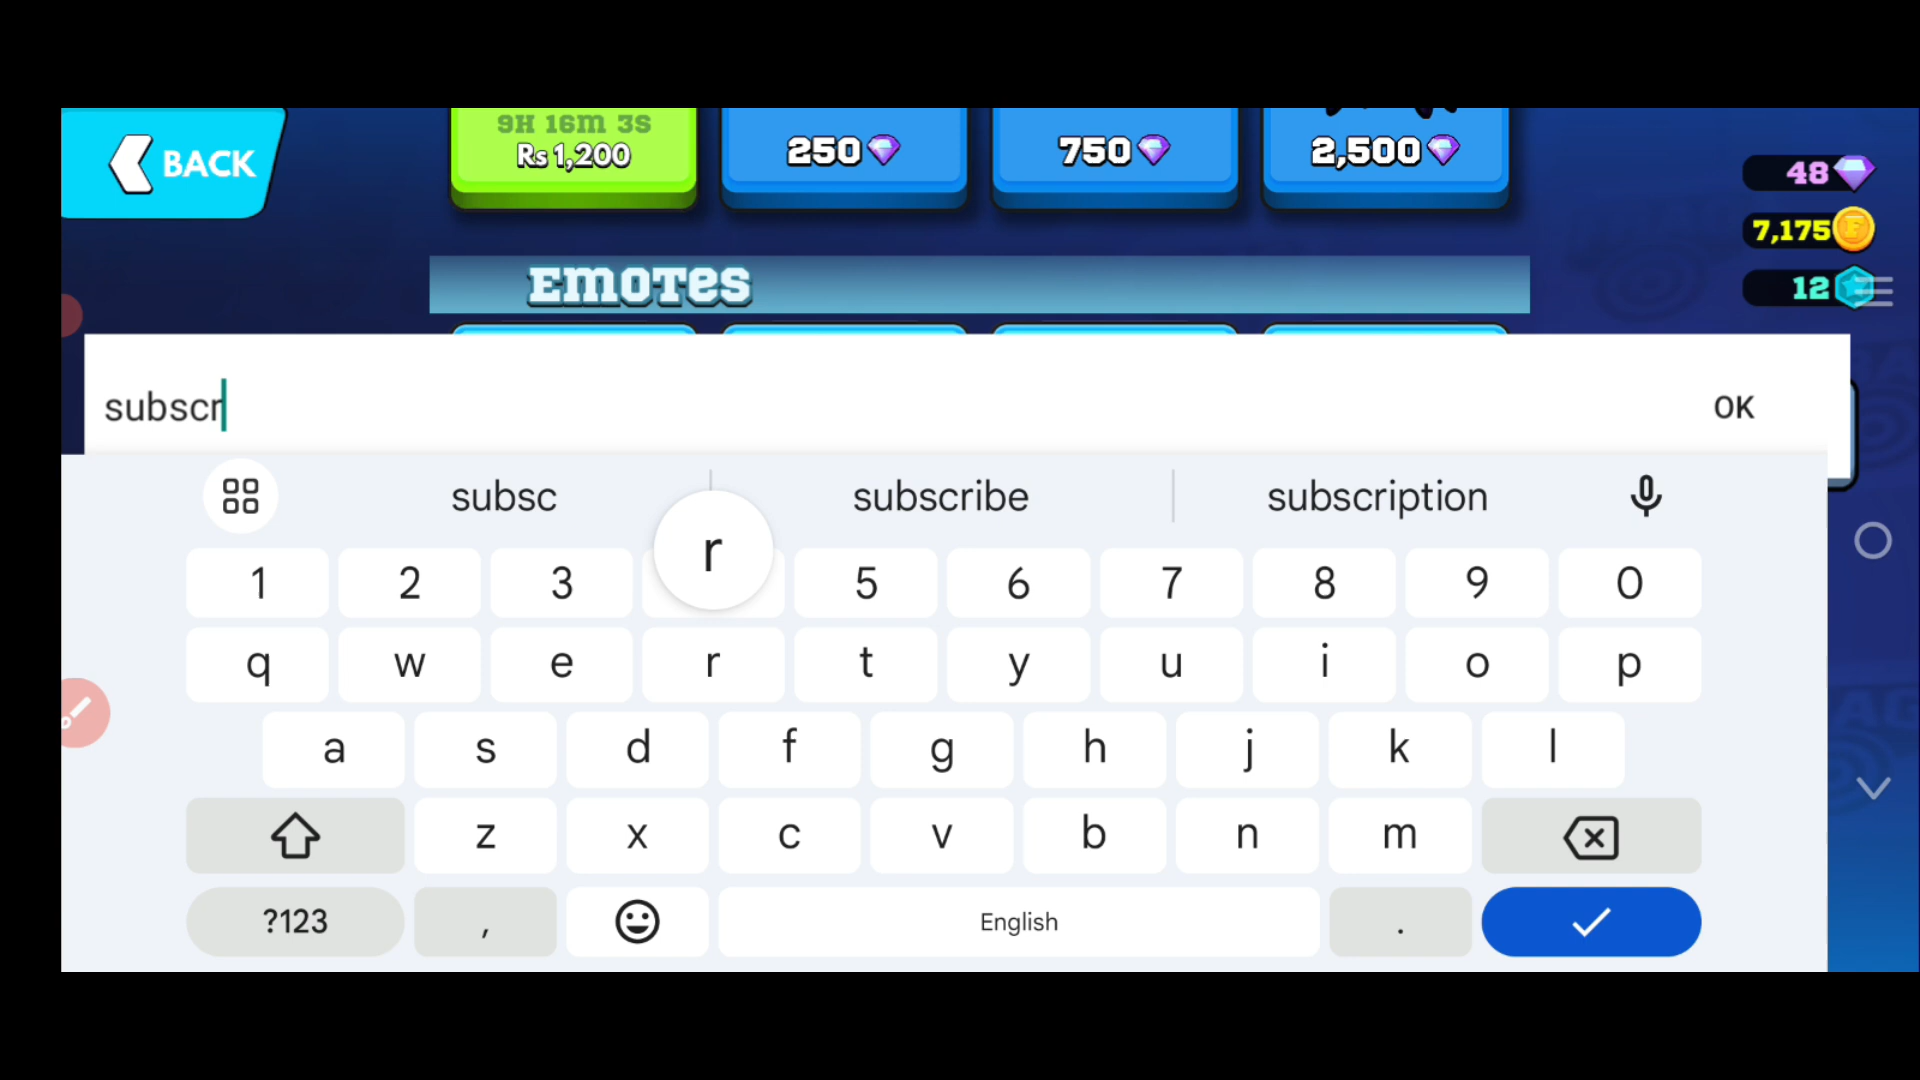 9H 16m 3S
Rs 1,200
250
750
2,500
BACK
48
7,175
12
EMOTES
subscr
OK
subsc
subscribe
subscription
r
1 2 3 5 6 7 8 9 0
q w e r t y u i o p
a s d f g h j k l
z x c v b n m
?123 , English .